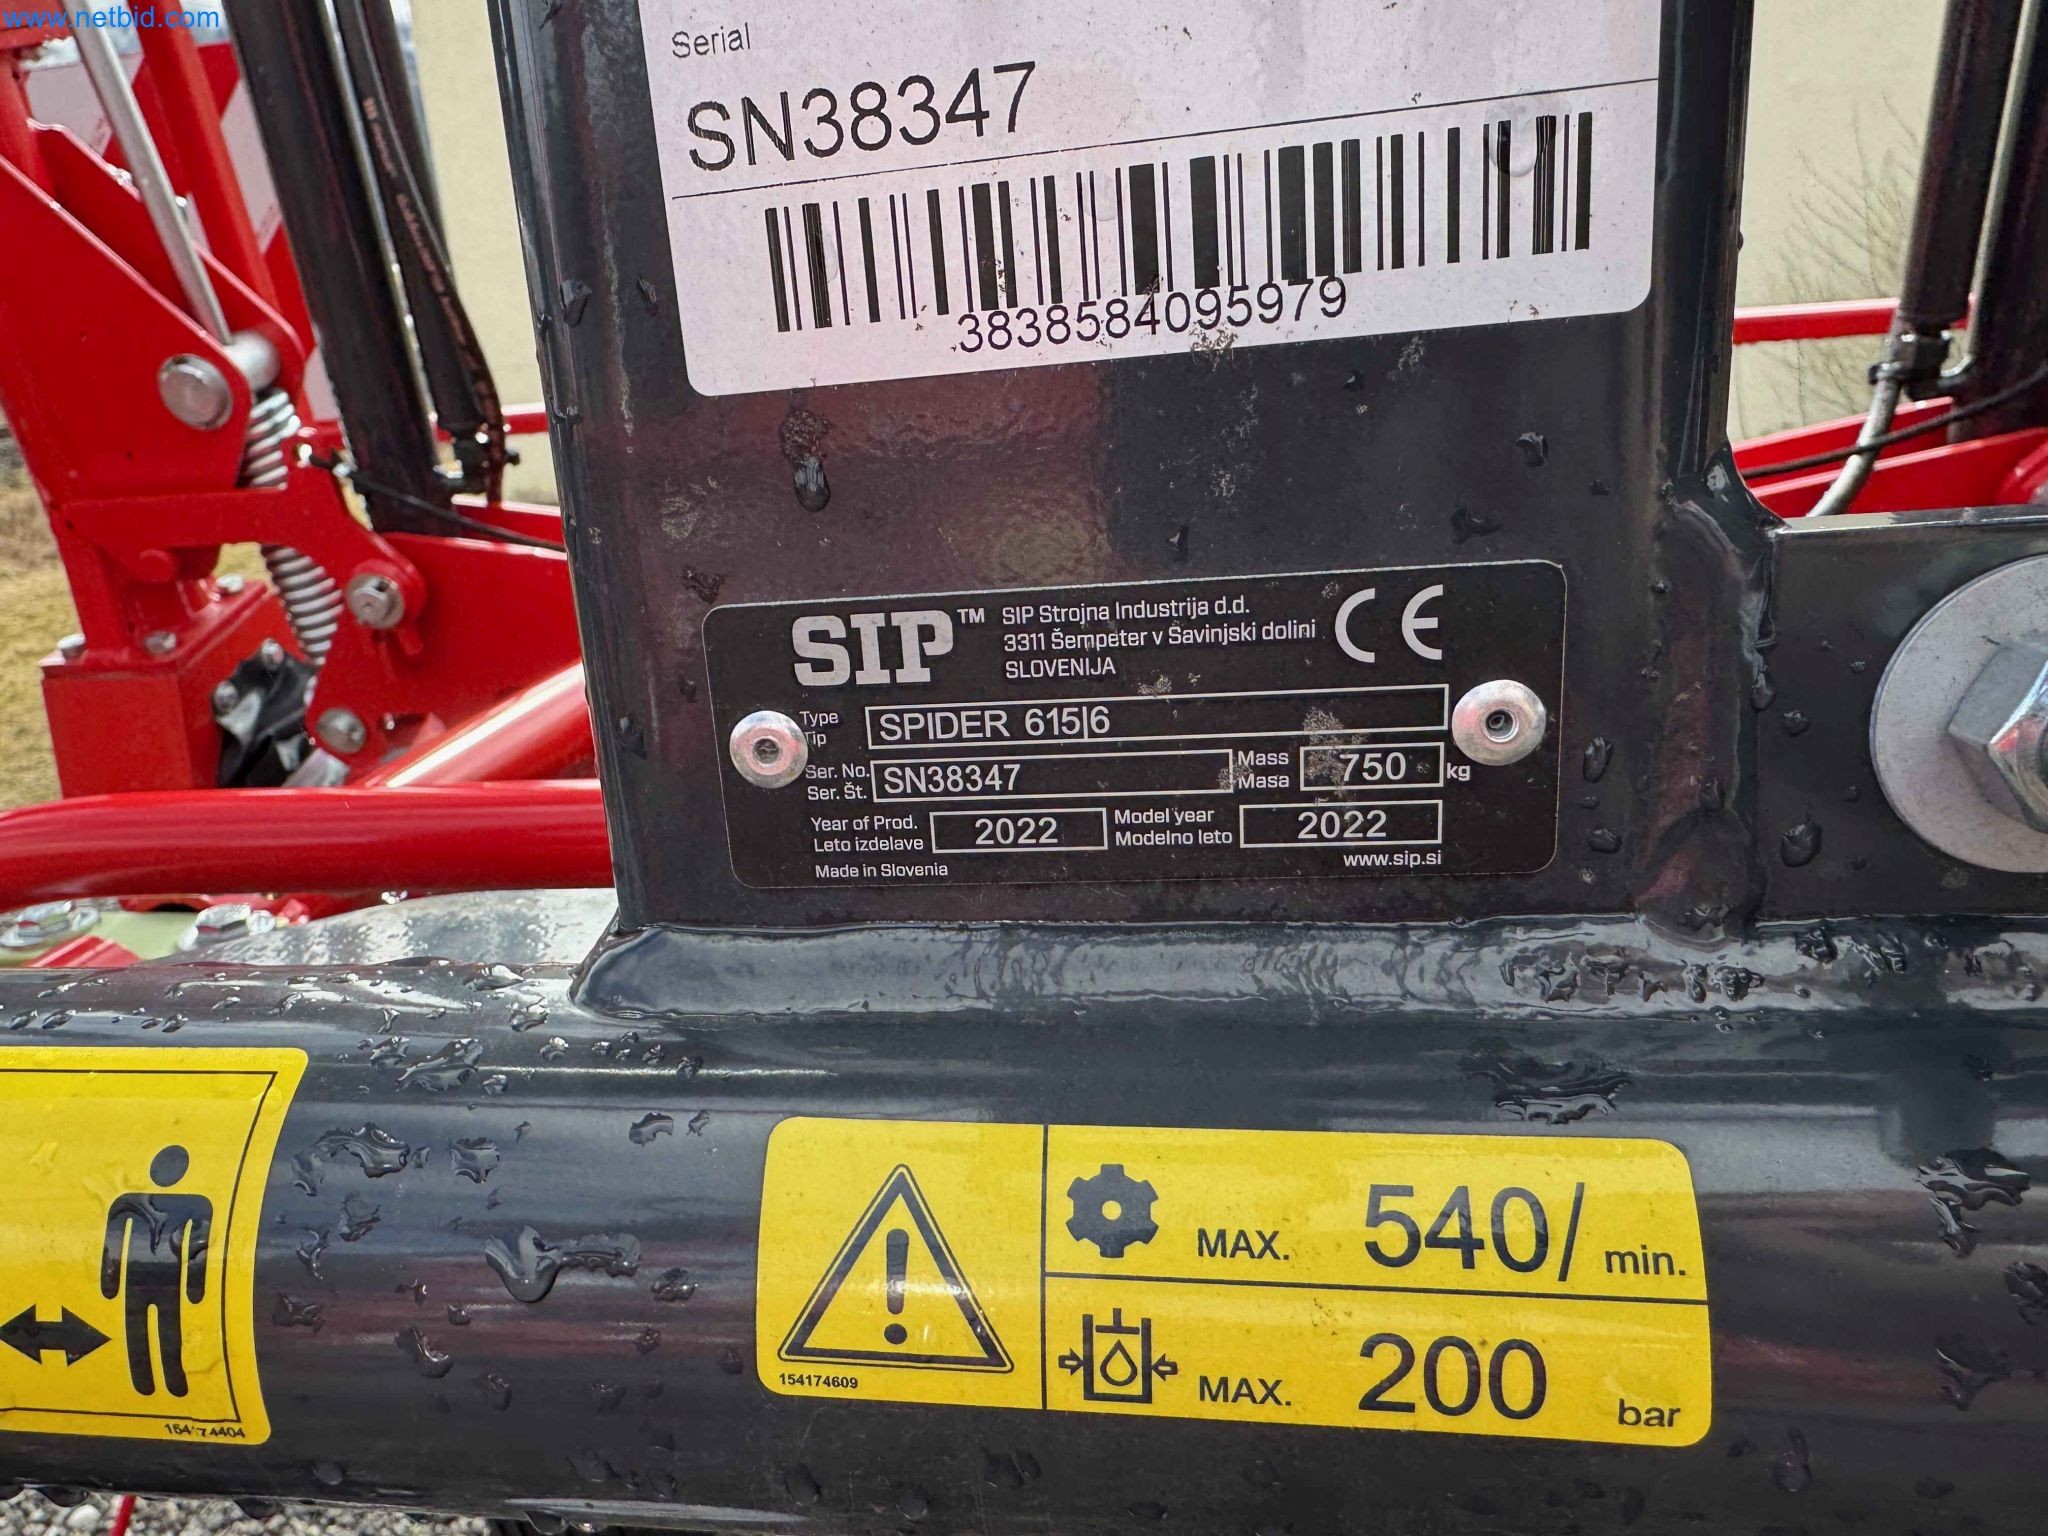 www.netbid.com
Serial
SN38347
3838584095979
SIP™
SIP Strojna Industrija d.d.
3311 Šempeter v Savinjski dolini
SLOVENIJA
CE
Type
Tip
SPIDER 615|6
Ser. No.
Ser. Št.
SN38347
Mass
Masa
750 kg
Year of Prod.
Leto izdelave
2022
Model year
Modelno leto
2022
Made in Slovenia
www.sip.si
MAX. 540/ min.
MAX. 200 bar
154174609
154174404